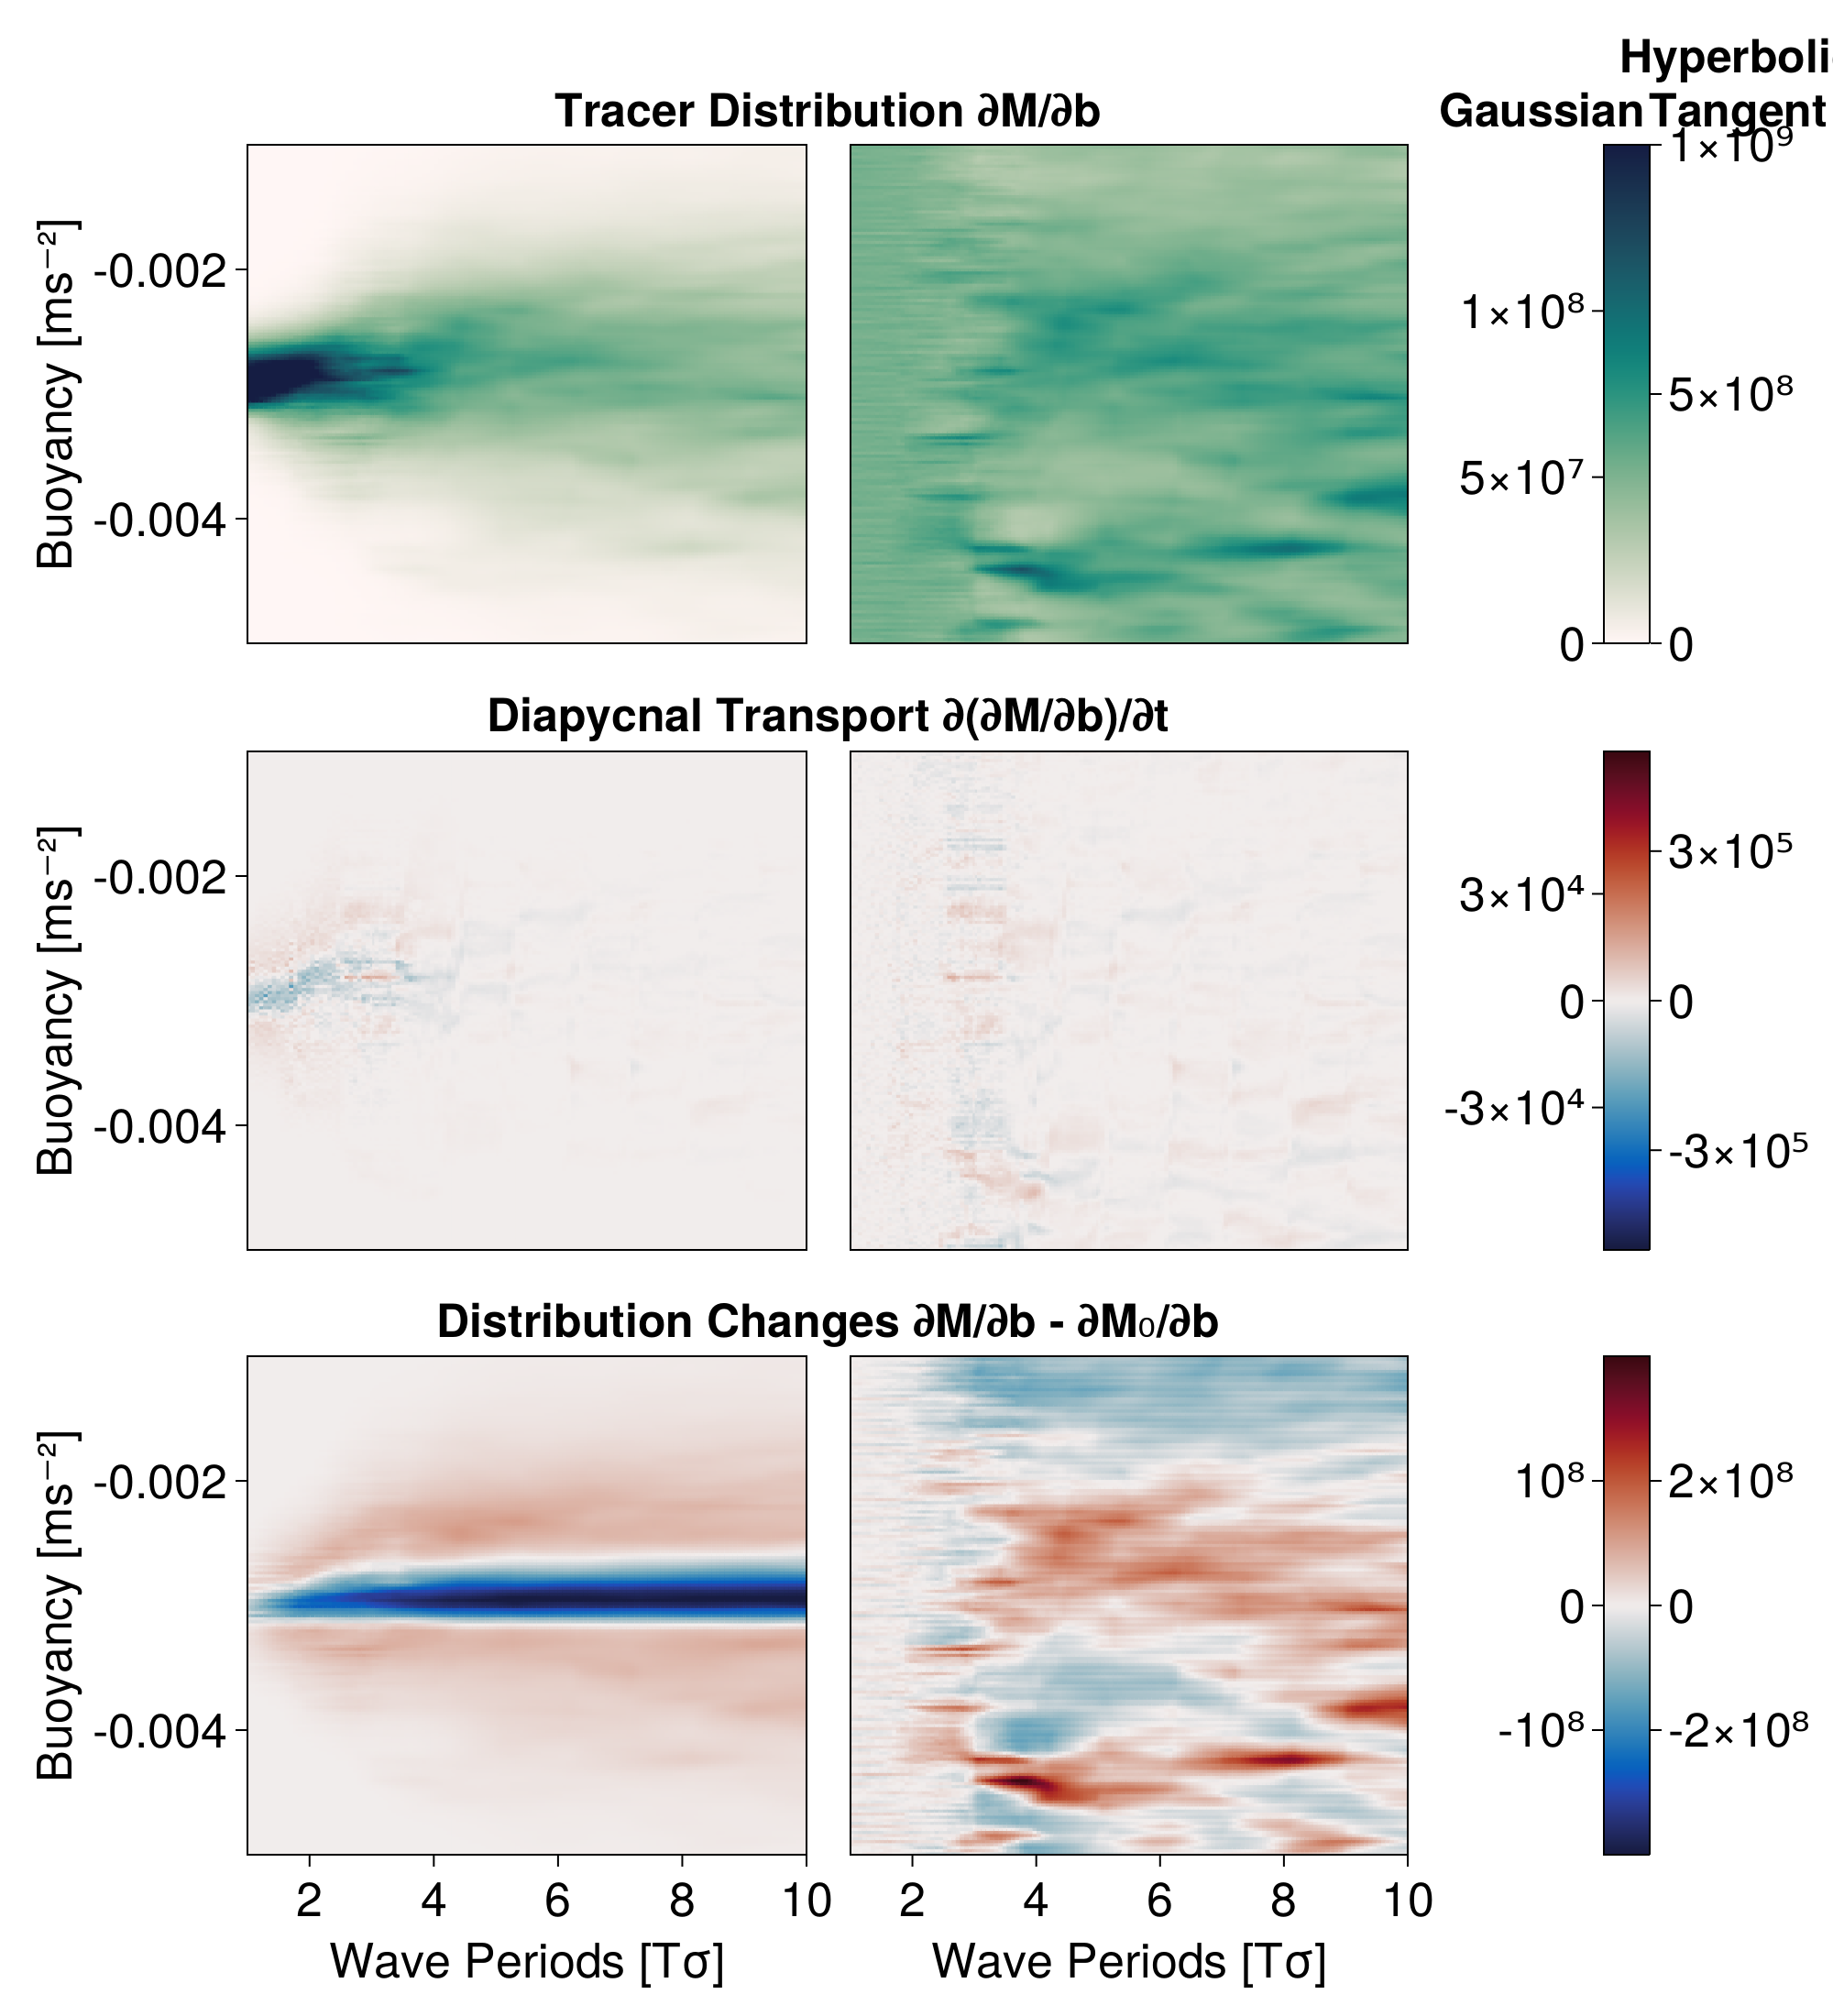 Hyperboli
Tracer Distribution ∂M/∂b
Gaussian Tangent
Buoyancy [ms⁻²]
-0.002
-0.004
1×10⁸
5×10⁷
0
1×10⁹
5×10⁸
0
Diapycnal Transport ∂(∂M/∂b)/∂t
Buoyancy [ms⁻²]
-0.002
-0.004
3×10⁴
0
-3×10⁴
3×10⁵
0
-3×10⁵
Distribution Changes ∂M/∂b - ∂M₀/∂b
Buoyancy [ms⁻²]
-0.002
-0.004
10⁸
0
-10⁸
2×10⁸
0
-2×10⁸
2 4 6 8 10
2 4 6 8 10
Wave Periods [Tσ]
Wave Periods [Tσ]